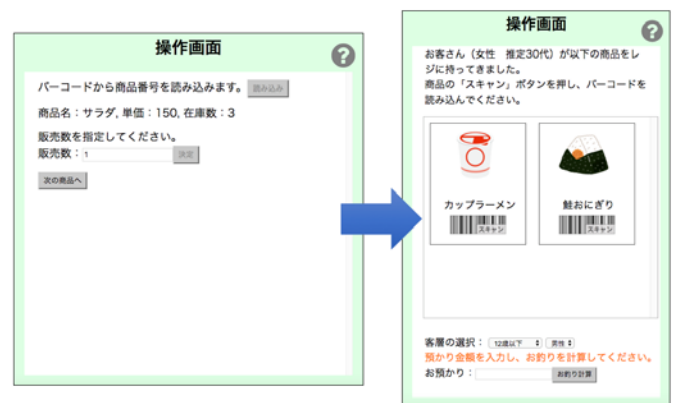 操作画面
?
バーコードから商品番号を読み込みます。 読み込み
商品名:サラダ, 単価:150, 在庫数:3
販売数を指定してください。
販売数: 1 決定
次の商品へ
操作画面
?
お客さん(女性 推定30代)が以下の商品をレ
ジに持ってきました。
商品の「スキャン」ボタンを押し、バーコードを
読み込んでください。
カップラーメン
スキャン
鮭おにぎり
スキャン
客層の選択: 12歳以下 男性
預かり金額を入力し、お釣りを計算してください。
お預かり: お釣り計算